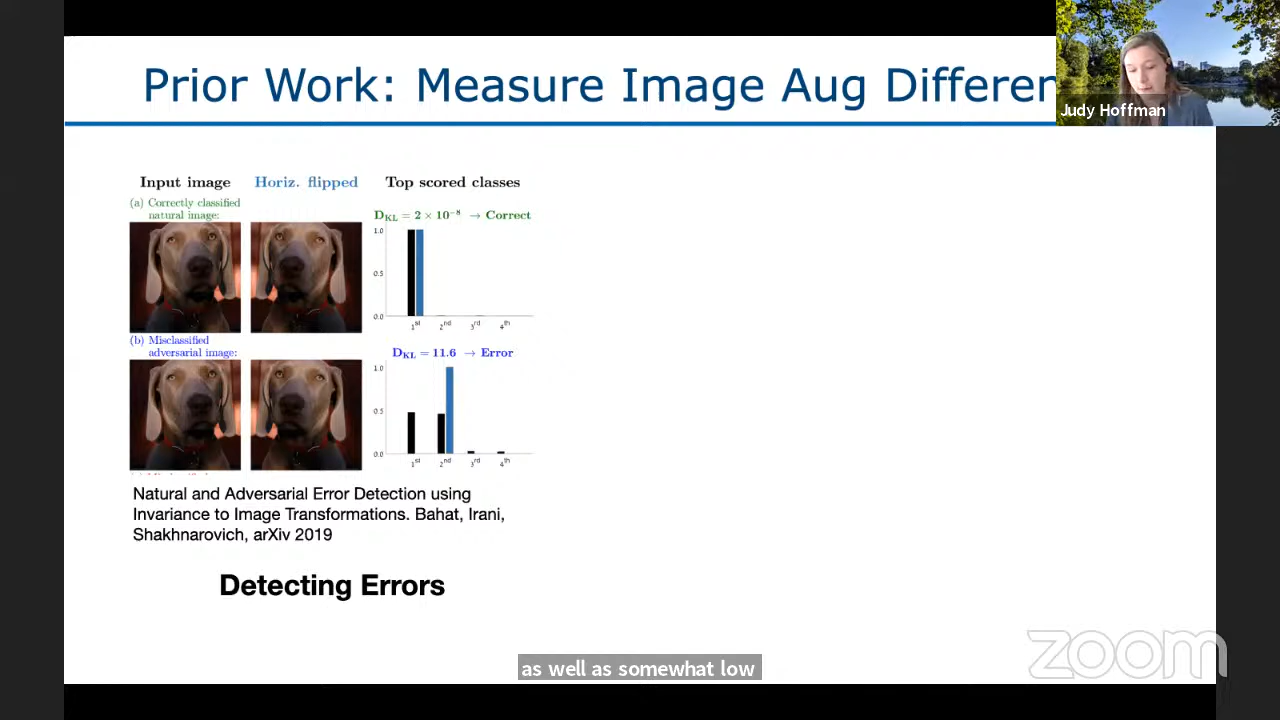 Prior Work: Measure Image Aug Differen
Judy Hoffman
Input image Horiz. flipped Top scored classes
(a) Correctly classified
natural image:
D_KL = 2 × 10⁻⁸ → Correct
1.0
0.5
0.0
1st 2nd 3rd 4th
(b) Misclassified
adversarial image:
D_KL = 11.6 → Error
1.0
0.5
0.0
1st 2nd 3rd 4th
Natural and Adversarial Error Detection using
Invariance to Image Transformations. Bahat, Irani,
Shakhnarovich, arXiv 2019
Detecting Errors
zoom
as well as somewhat low